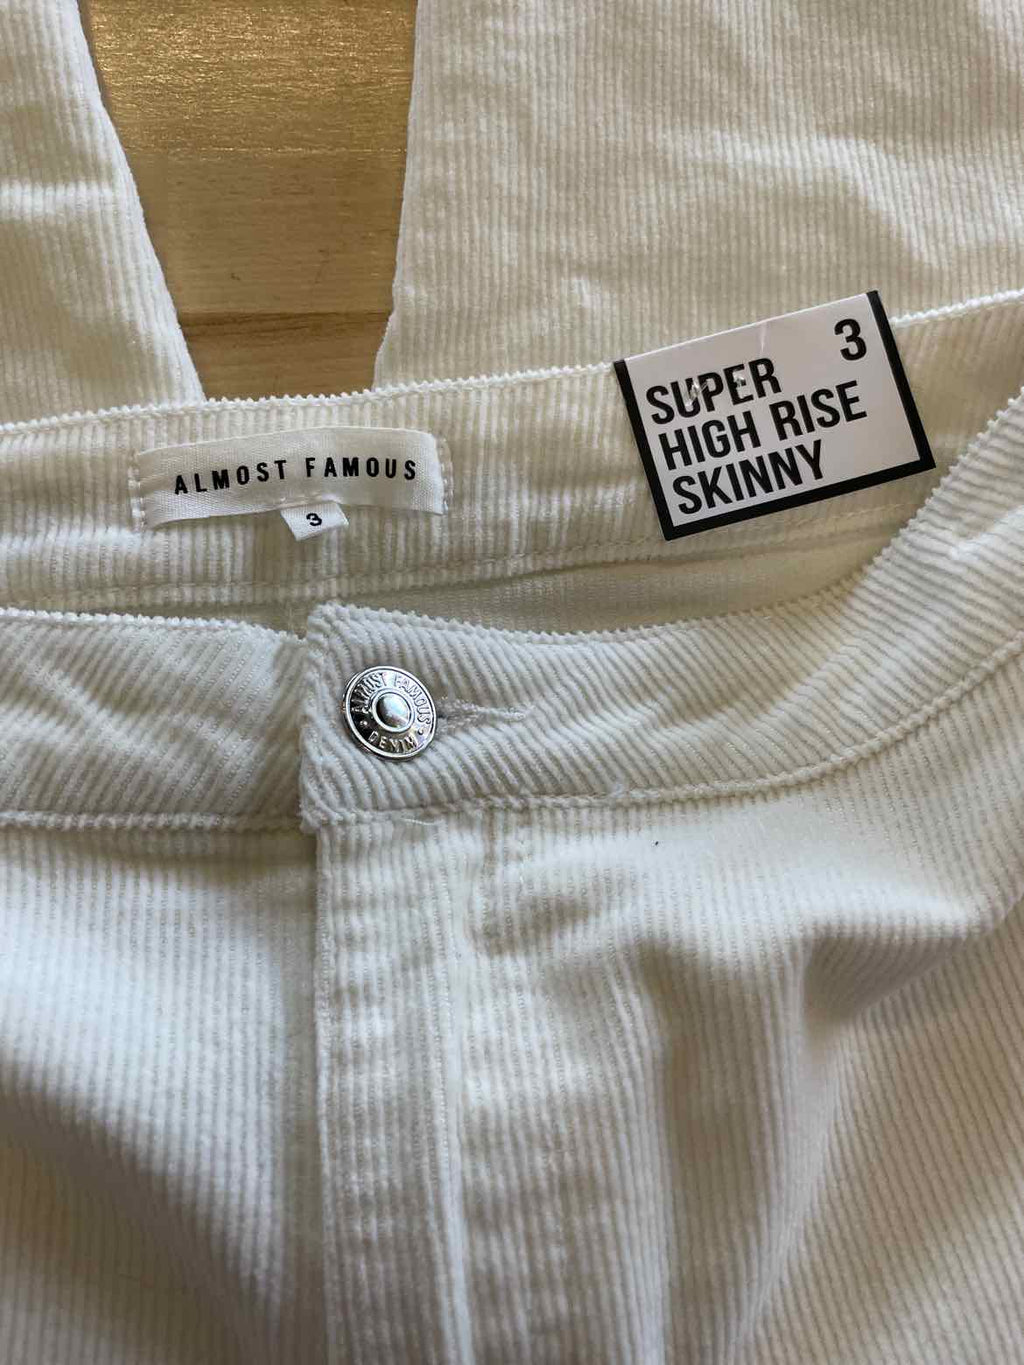 3
SUPER
HIGH RISE
SKINNY
ALMOST FAMOUS
3
ALMOST FAMOUS
DENIM